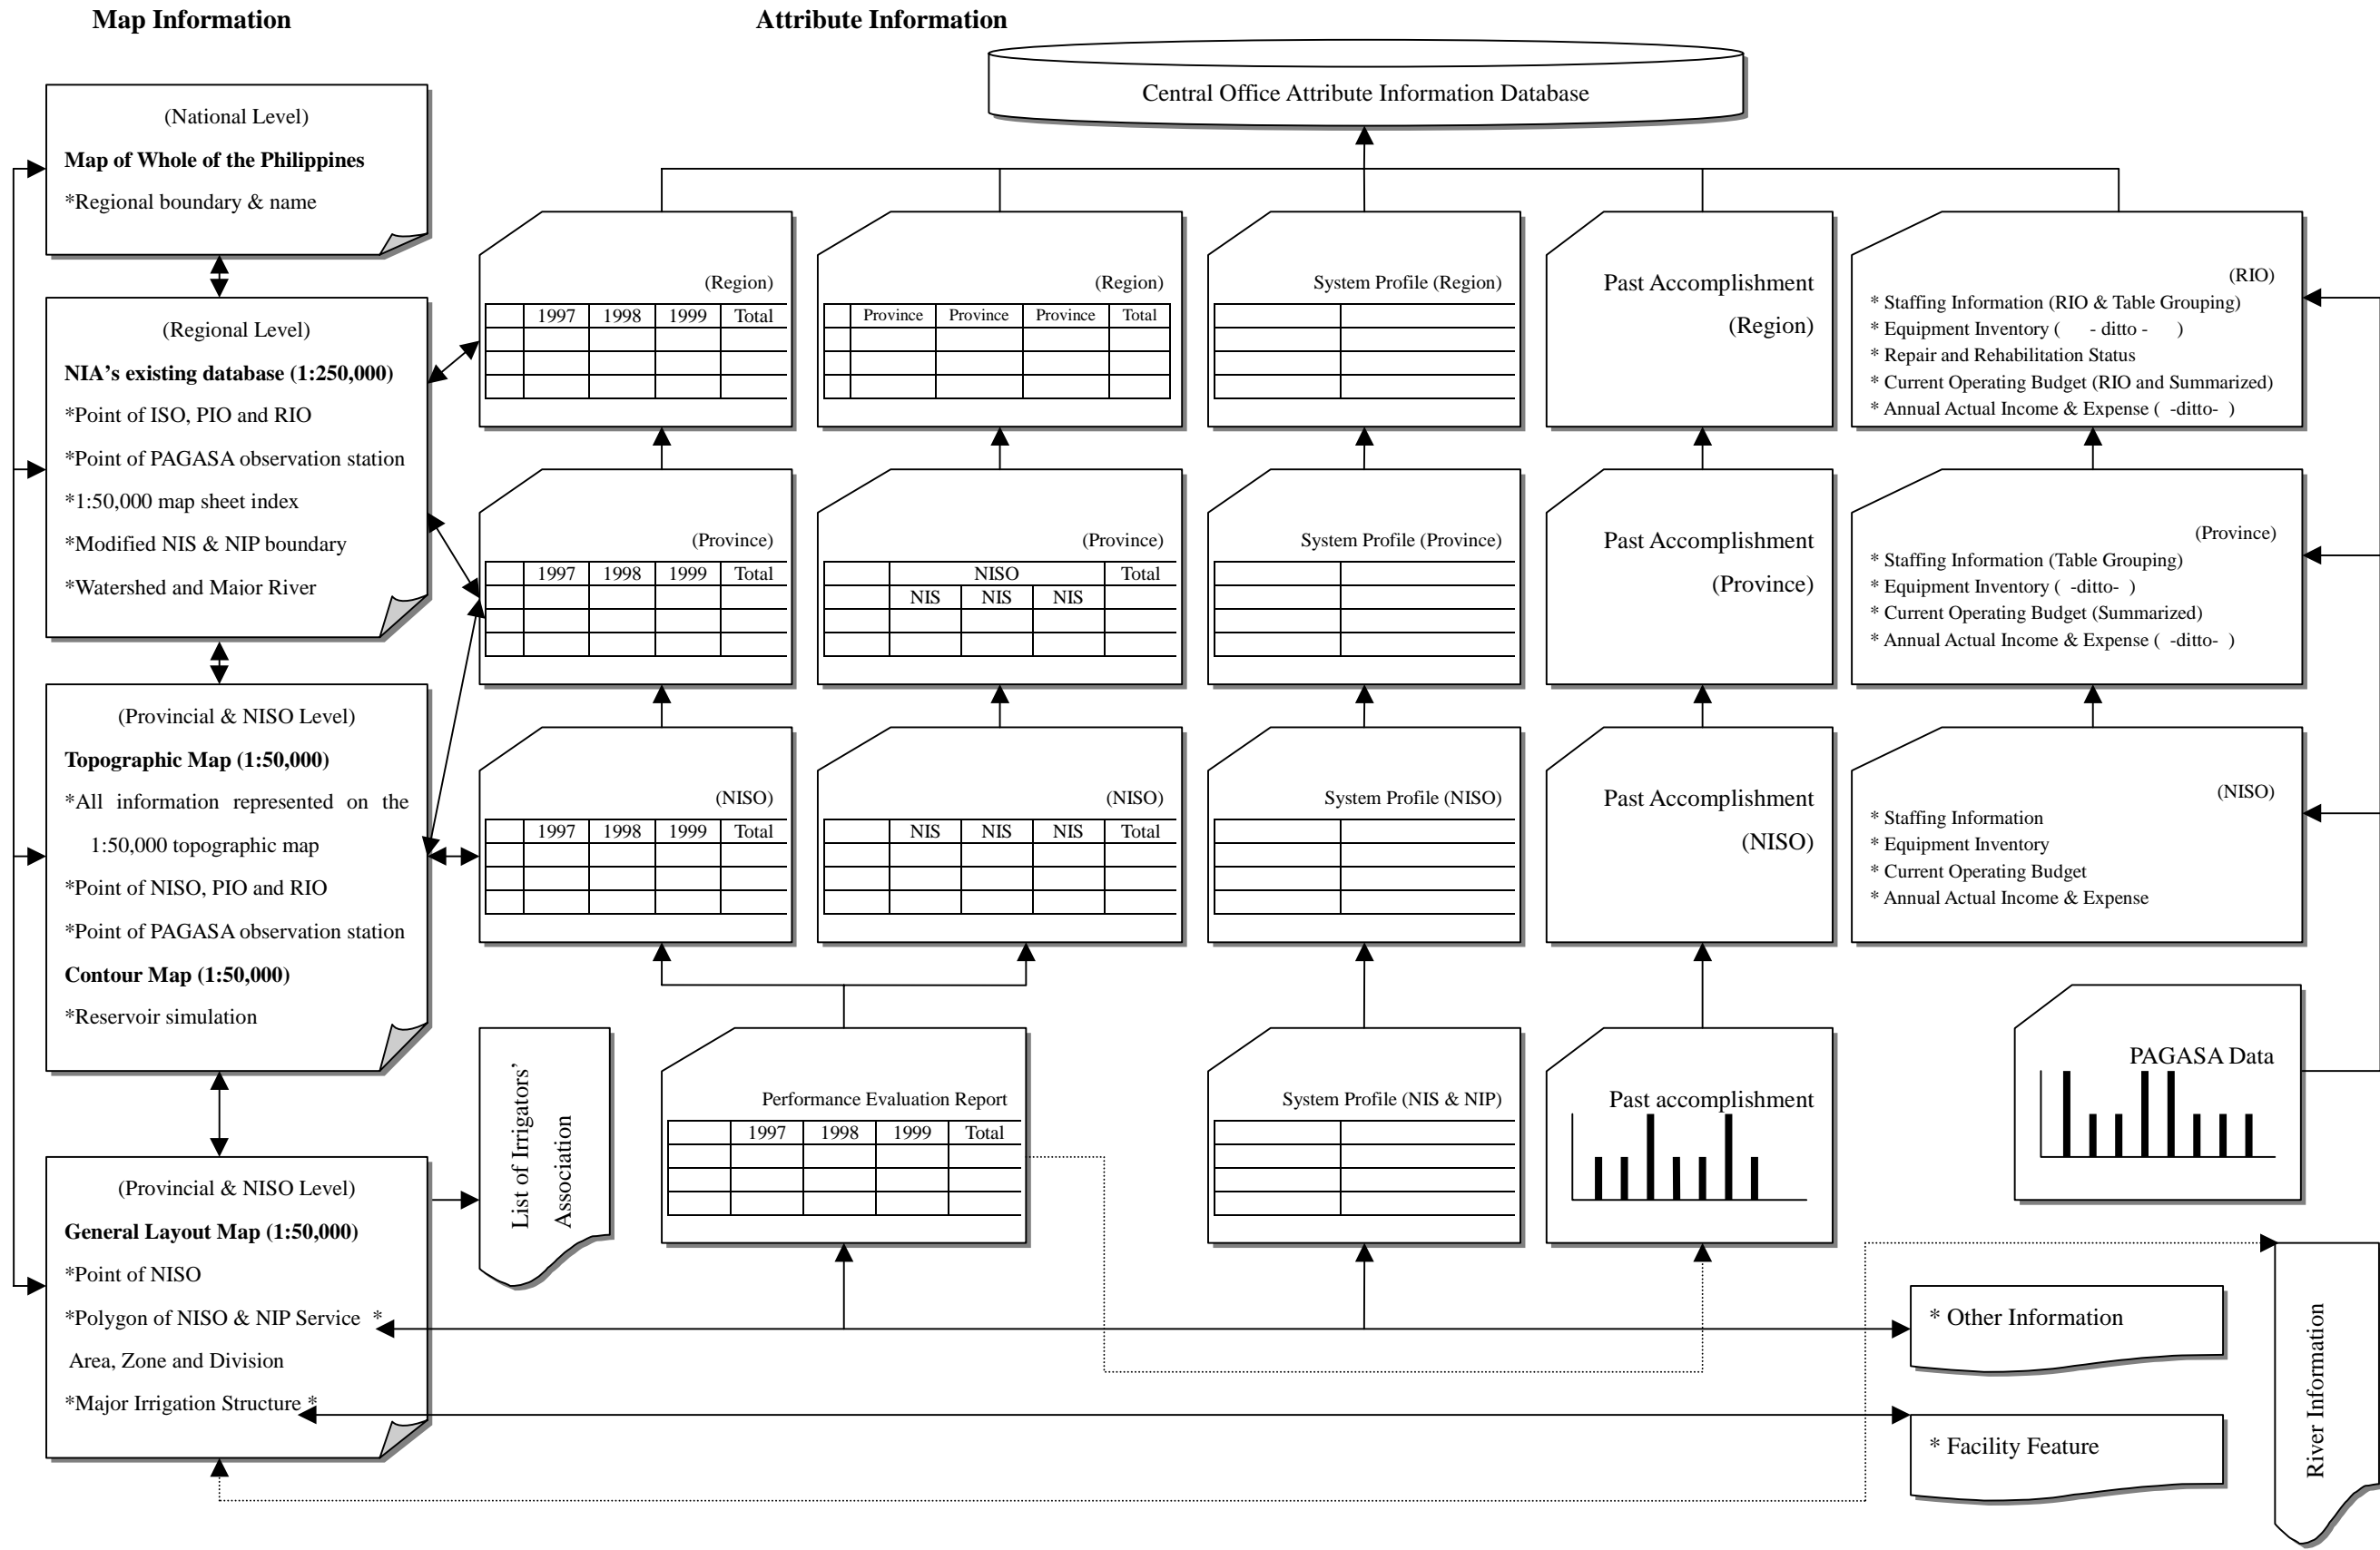 Map Information
Attribute Information
Central Office Attribute Information Database
(National Level)
Map of Whole of the Philippines
*Regional boundary & name
(Regional Level)
NIA's existing database (1:250,000)
*Point of ISO, PIO and RIO
*Point of PAGASA observation station
*1:50,000 map sheet index
*Modified NIS & NIP boundary
*Watershed and Major River
(Provincial & NISO Level)
Topographic Map (1:50,000)
*All information represented on the
1:50,000 topographic map
*Point of NISO, PIO and RIO
*Point of PAGASA observation station
Contour Map (1:50,000)
*Reservoir simulation
(Provincial & NISO Level)
General Layout Map (1:50,000)
*Point of NISO
*Polygon of NISO & NIP Service *
Area, Zone and Division
*Major Irrigation Structure *
(Region)
1997 1998 1999 Total
(Region)
Province Province Province Total
System Profile (Region)
Past Accomplishment
(Region)
(RIO)
* Staffing Information (RIO & Table Grouping)
* Equipment Inventory ( - ditto - )
* Repair and Rehabilitation Status
* Current Operating Budget (RIO and Summarized)
* Annual Actual Income & Expense ( -ditto- )
(Province)
1997 1998 1999 Total
(Province)
NISO Total
NIS NIS NIS
System Profile (Province)
Past Accomplishment
(Province)
(Province)
* Staffing Information (Table Grouping)
* Equipment Inventory ( -ditto- )
* Current Operating Budget (Summarized)
* Annual Actual Income & Expense ( -ditto- )
(NISO)
1997 1998 1999 Total
(NISO)
NIS NIS NIS Total
System Profile (NISO)
Past Accomplishment
(NISO)
(NISO)
* Staffing Information
* Equipment Inventory
* Current Operating Budget
* Annual Actual Income & Expense
List of Irrigators'
Association
Performance Evaluation Report
1997 1998 1999 Total
System Profile (NIS & NIP)
Past accomplishment
PAGASA Data
* Other Information
* Facility Feature
River Information